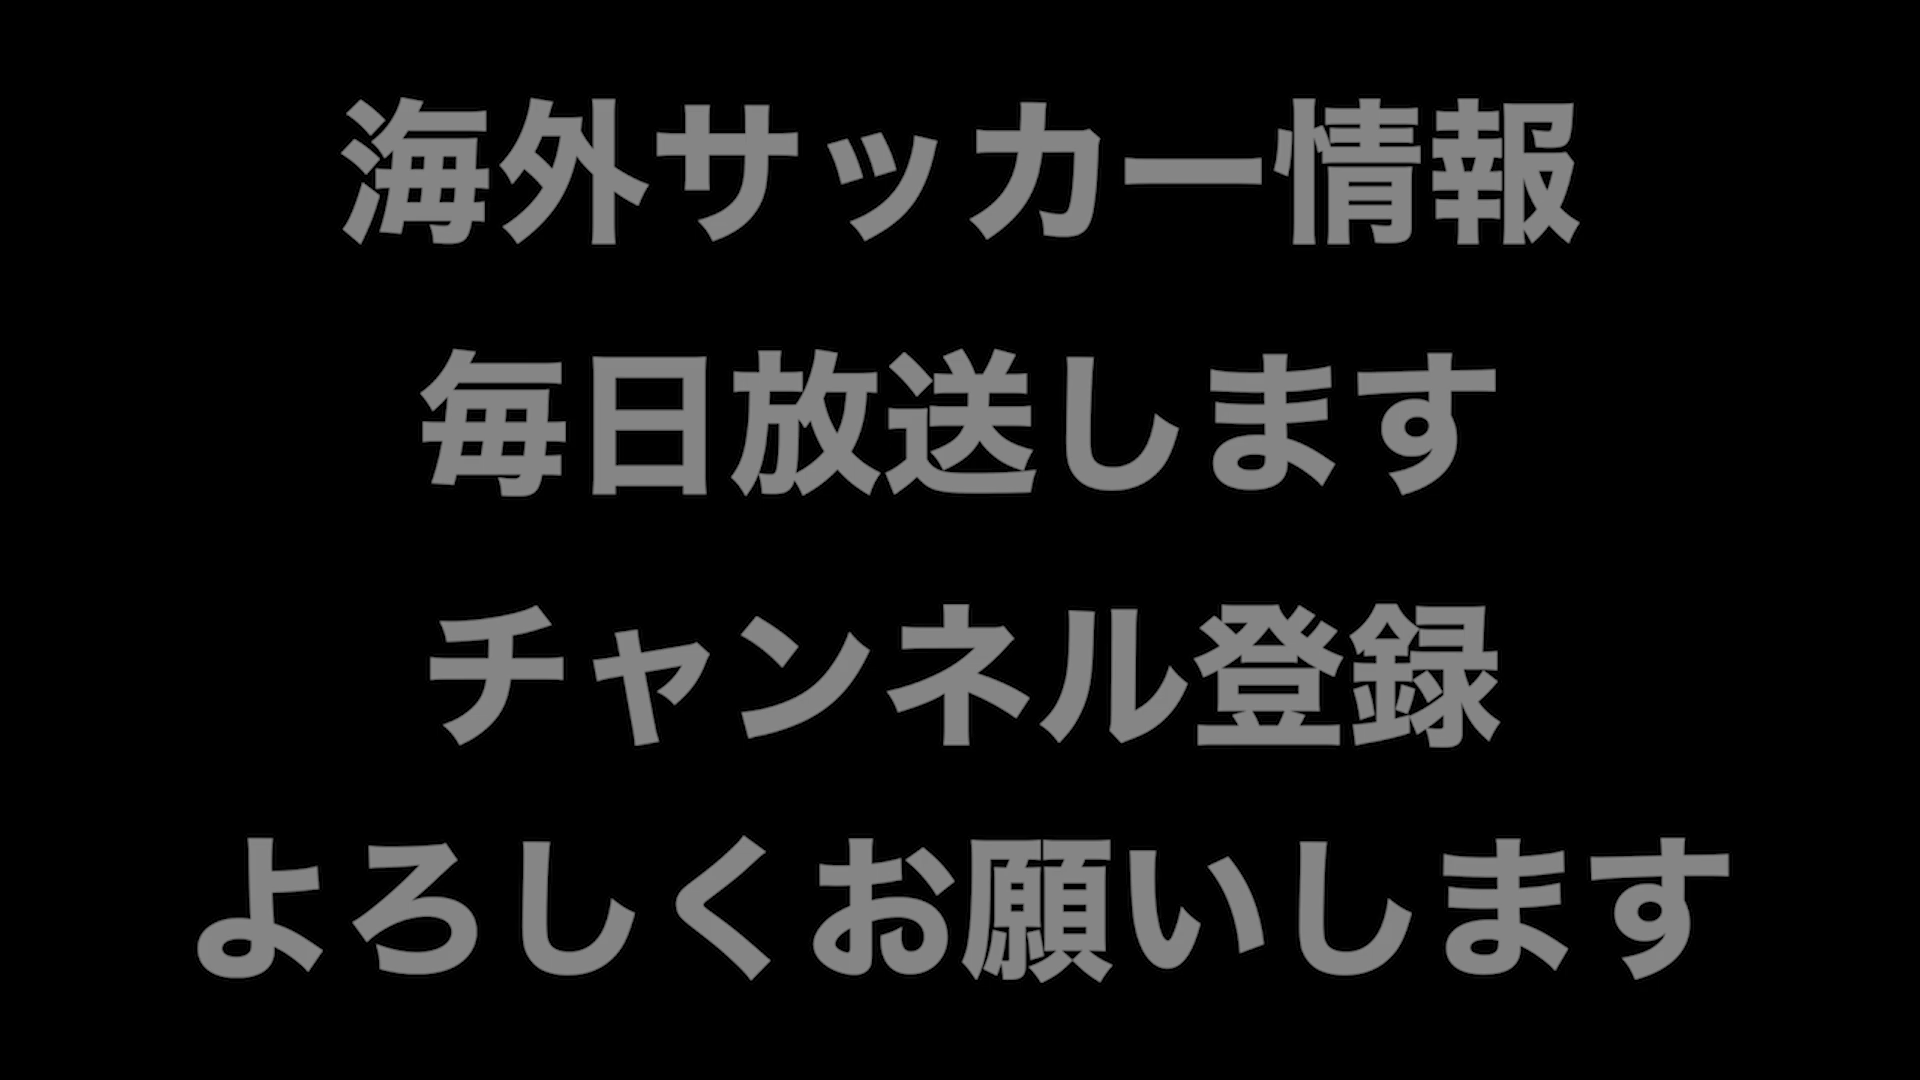 海外サッカー情報
毎日放送します
チャンネル登録
よろしくお願いします